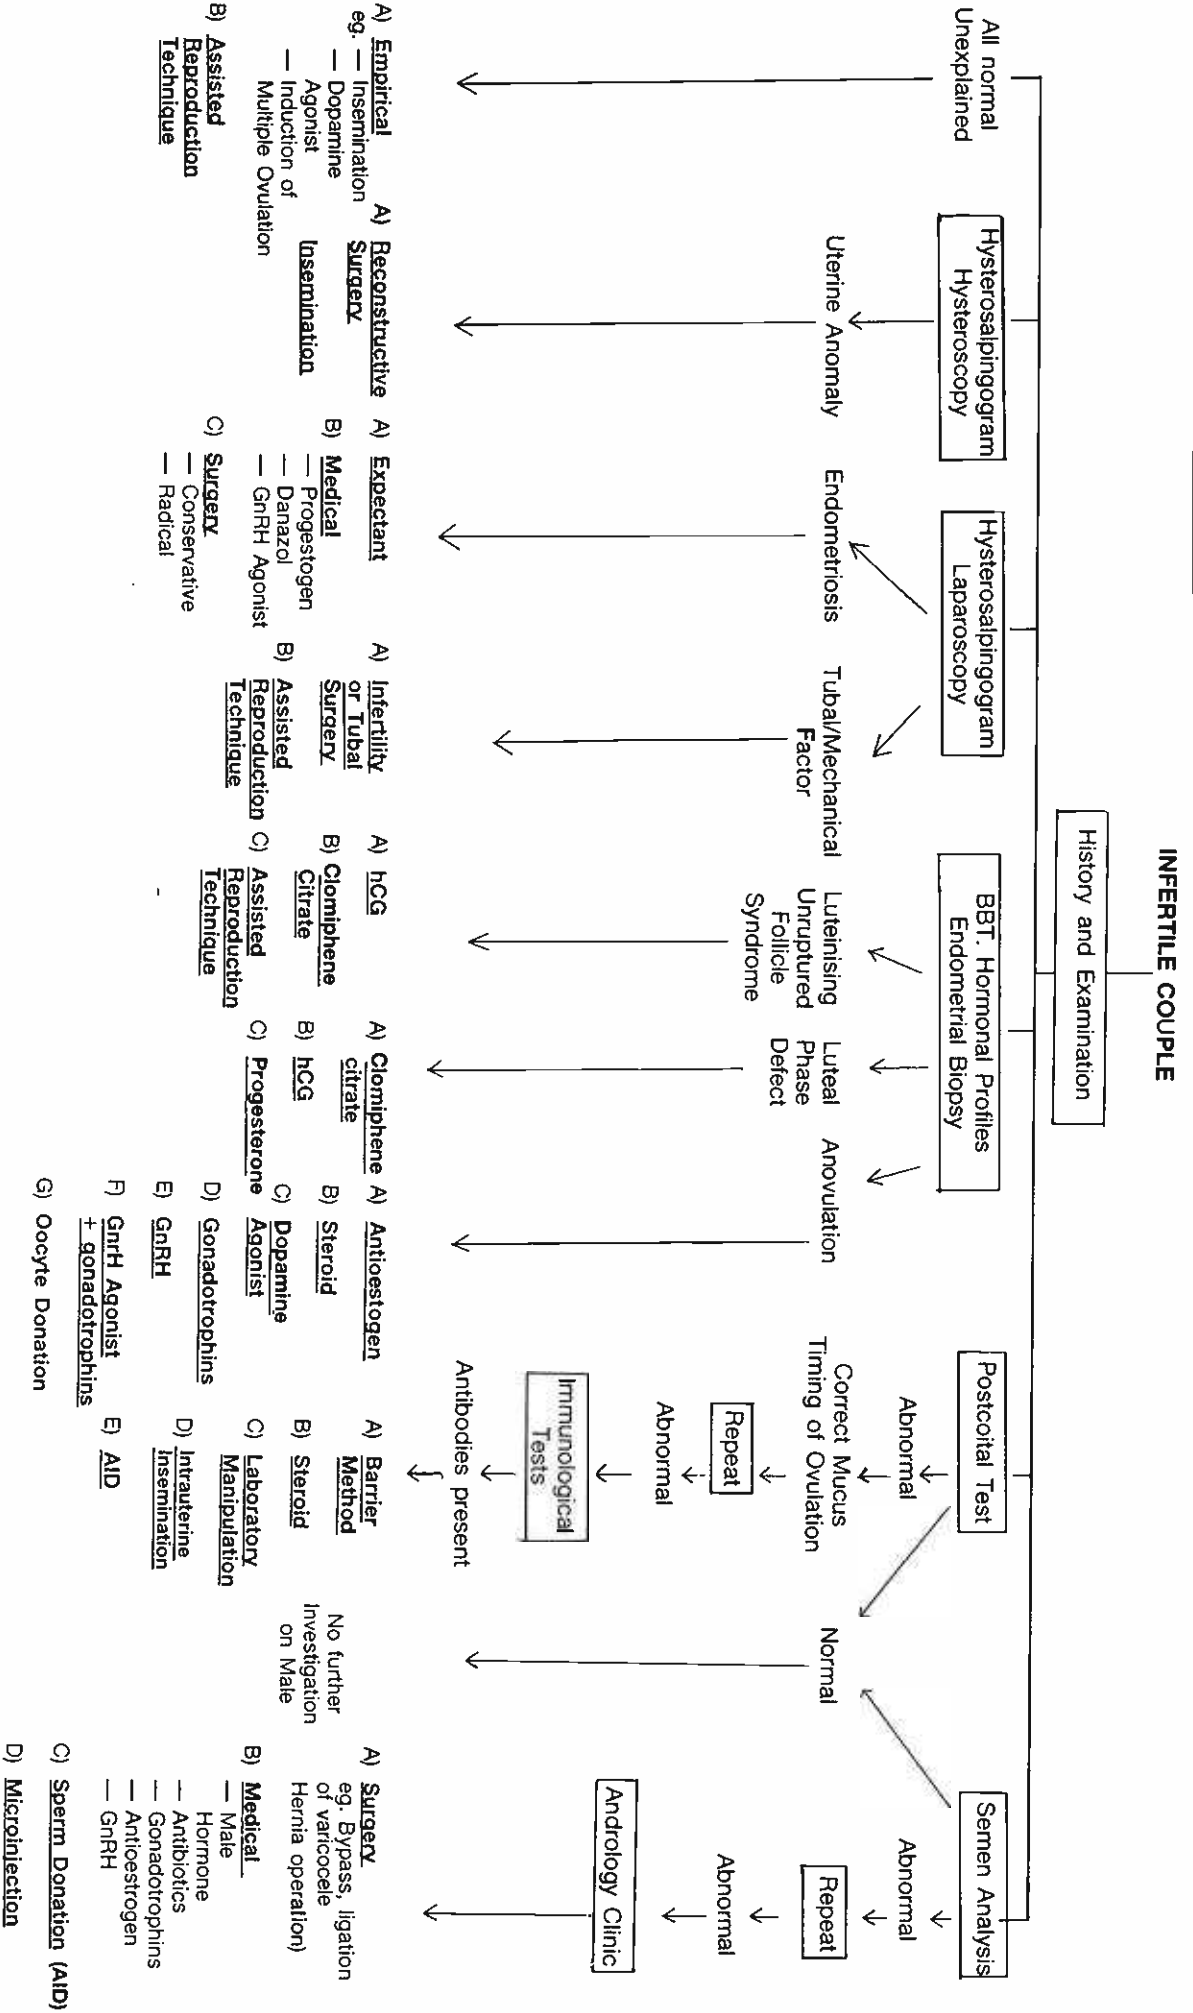 INFERTILE COUPLE
History and Examination
All normal
Unexplained
Hysterosalpingogram
Hysteroscopy
Hysterosalpingogram
Laparoscopy
BBT. Hormonal Profiles
Endometrial Biopsy
Postcoital Test
Semen Analysis
Uterine Anomaly
Endometriosis
Tubal/Mechanical
Factor
Luteinising
Unruptured
Follicle
Syndrome
Luteal
Phase
Defect
Anovulation
Abnormal
Correct Mucus
Timing of Ovulation
Repeat
Abnormal
Immunological
Tests
Antibodies present
Normal
Abnormal
Repeat
Abnormal
Andrology Clinic
A) Empirical
eg. — Insemination
— Dopamine
Agonist
— Induction of
Multiple Ovulation
B) Assisted
Reproduction
Technique
A) Reconstructive
Surgery
Insemination
A) Expectant
B) Medical
— Progestogen
— Danazol
— GnRH Agonist
C) Surgery
— Conservative
— Radical
A) Infertility
or Tubal
Surgery
B) Assisted
Reproduction
Technique
A) hCG
B) Clomiphene
Citrate
C) Assisted
Reproduction
Technique
A) Clomiphene
citrate
B) hCG
C) Progesterone
A) Antioestogen
B) Steroid
C) Dopamine
Agonist
D) Gonadotrophins
E) GnRH
F) GnrH Agonist
+ gonadotrophins
G) Oocyte Donation
A) Barrier
Method
B) Steroid
C) Laboratory
Manipulation
D) Intrauterine
Insemination
E) AID
No further
Investigation
on Male
A) Surgery
eg. Bypass, ligation
of varicocele
Hernia operation)
B) Medical
— Male
Hormone
— Antibiotics
— Gonadotrophins
— Antioestrogen
— GnRH
C) Sperm Donation (AID)
D) Microinjection